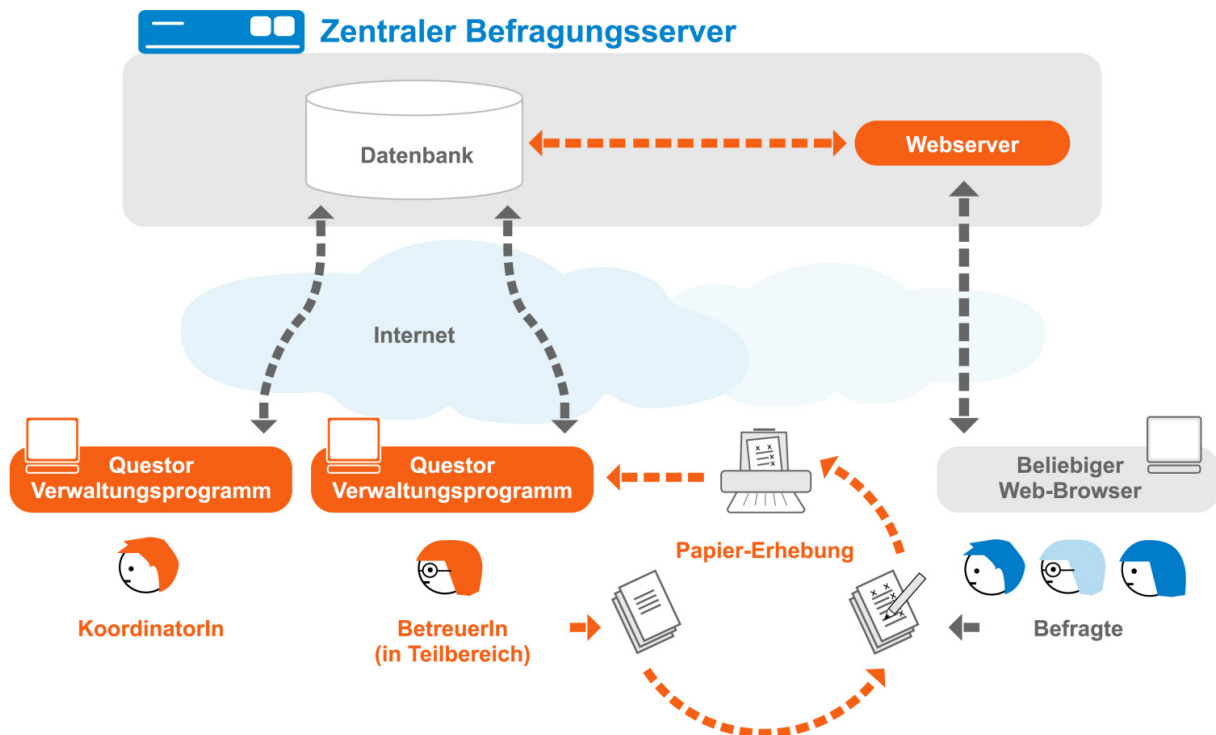 Zentraler Befragungsserver
Datenbank
Webserver
Internet
Questor
Verwaltungsprogramm
Questor
Verwaltungsprogramm
Beliebiger
Web-Browser
Papier-Erhebung
KoordinatorIn
BetreuerIn
(in Teilbereich)
Befragte